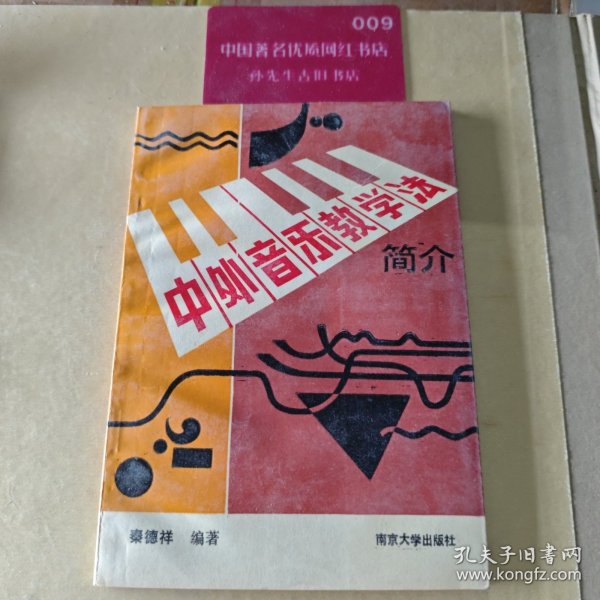 009
中国著名优质网红书店
孙先生古旧书店
中外音乐教学法
简介
秦德祥 编著
南京大学出版社
孔夫子旧书网
www.kongfz.com